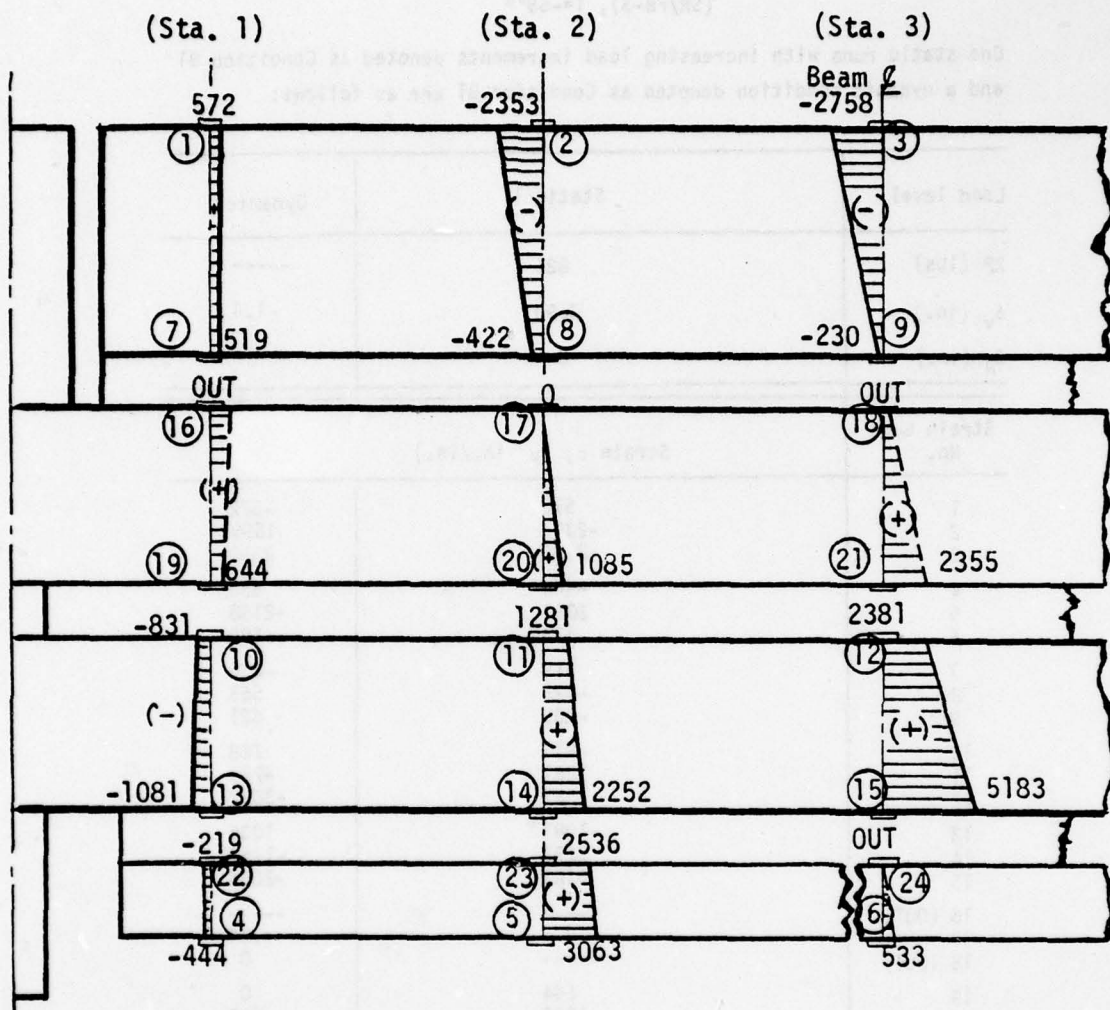 (Sta. 1) (Sta. 2) (Sta. 3)
Beam ₵
572 -2353 -2758
1 2 3
(-) (-)
7 519 -422 8 -230 9
OUT 0 OUT
16 17 18
(+) (+)
19 644 20 (+) 1085 21 2355
-831 1281 2381
10 11 12
(-) (+) (+)
-1081 13 14 2252 15 5183
-219 2536 OUT
22 23 24
4 5 (+) 6
-444 3063 533